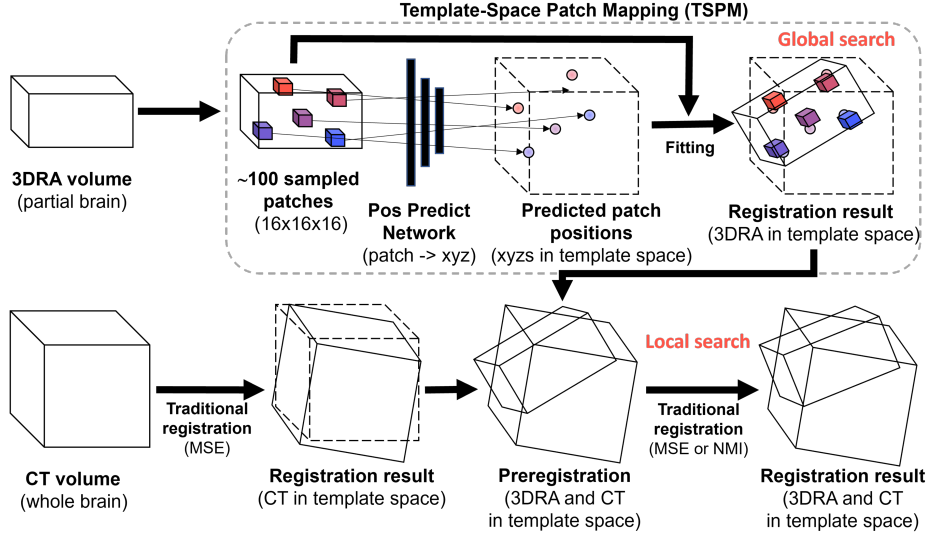 Template-Space Patch Mapping (TSPM)
Global search
3DRA volume
(partial brain)
~100 sampled
patches
(16x16x16)
Pos Predict
Network
(patch -> xyz)
Predicted patch
positions
(xyzs in template space)
Fitting
Registration result
(3DRA in template space)
CT volume
(whole brain)
Traditional
registration
(MSE)
Registration result
(CT in template space)
Preregistration
(3DRA and CT
in template space)
Local search
Traditional
registration
(MSE or NMI)
Registration result
(3DRA and CT
in template space)